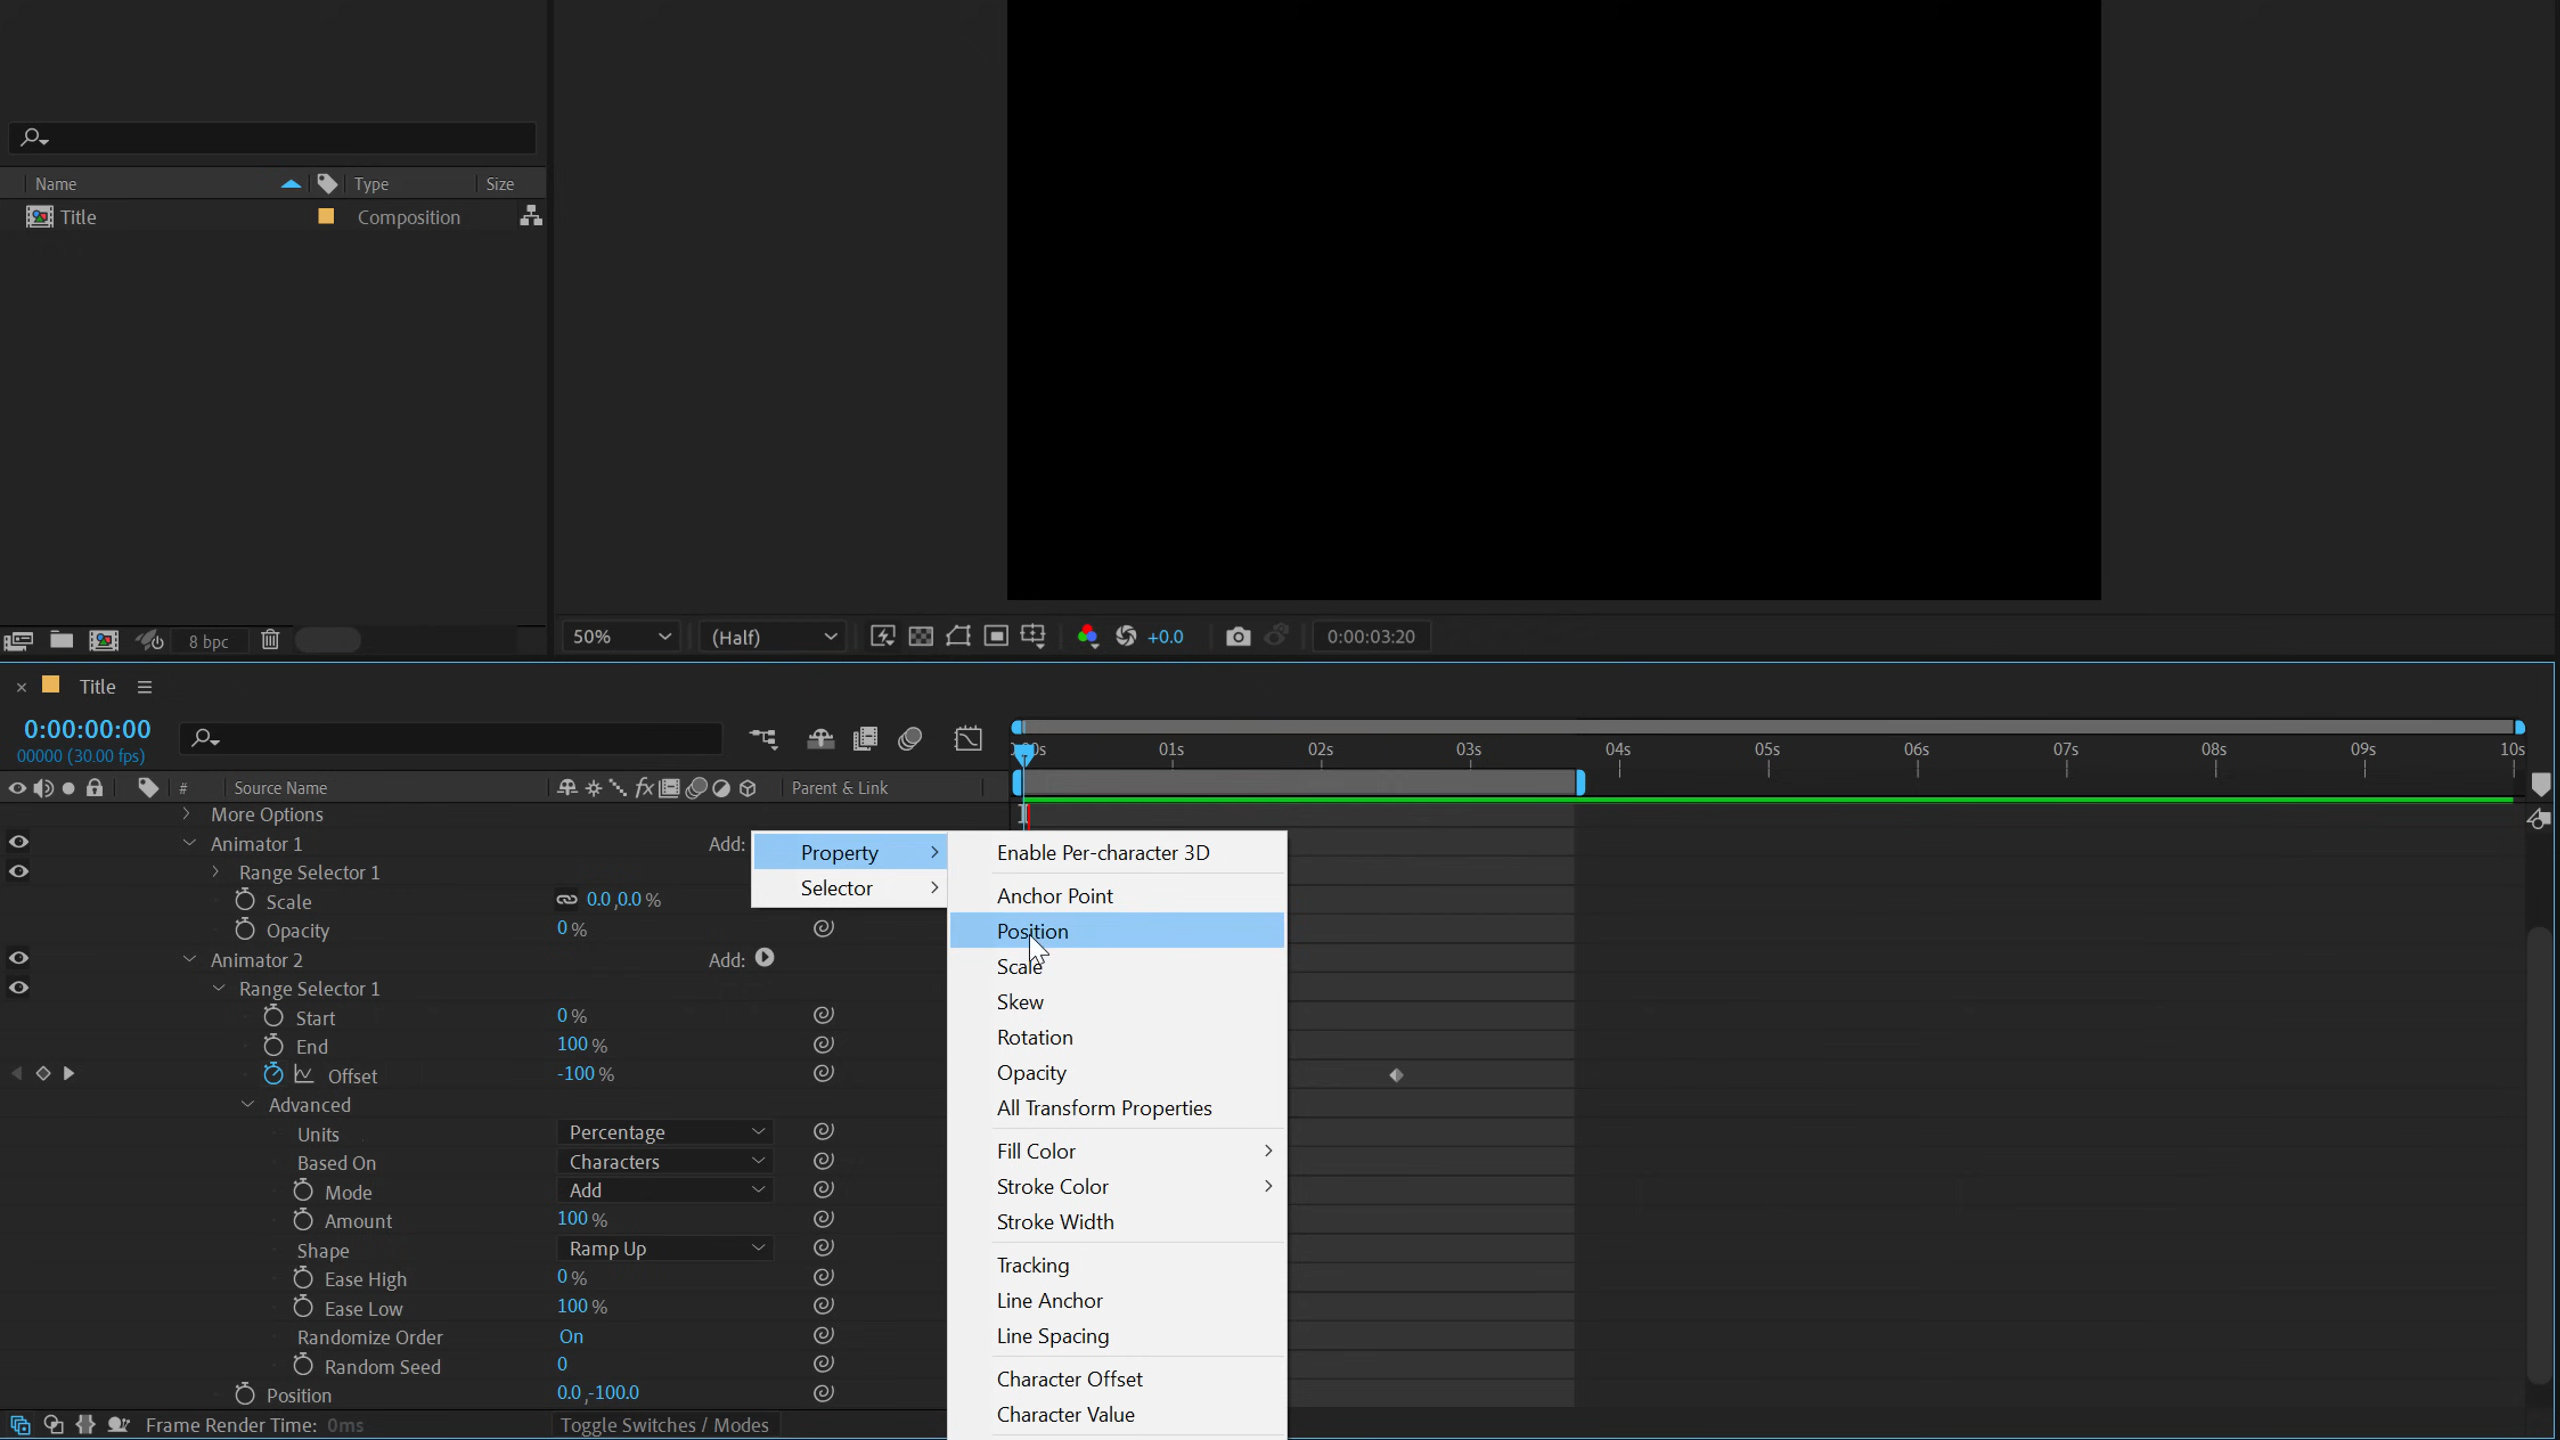 Name Type Size
Title Composition
8 bpc
50% (Half) +0.0 0:00:03:20
× Title
0:00:00:00
00000 (30.00 fps)
:00s 01s 02s 03s 04s 05s 06s 07s 08s 09s 10s
# Source Name fx Parent & Link
More Options
Animator 1 Add:
Range Selector 1
Scale 0.0,0.0 %
Opacity 0 %
Animator 2 Add:
Range Selector 1
Start 0 %
End 100 %
Offset -100 %
Advanced
Units Percentage
Based On Characters
Mode Add
Amount 100 %
Shape Ramp Up
Ease High 0 %
Ease Low 100 %
Randomize Order On
Random Seed 0
Position 0.0,-100.0
Frame Render Time: 0ms Toggle Switches / Modes
Property
Selector
Enable Per-character 3D
Anchor Point
Position
Scale
Skew
Rotation
Opacity
All Transform Properties
Fill Color
Stroke Color
Stroke Width
Tracking
Line Anchor
Line Spacing
Character Offset
Character Value